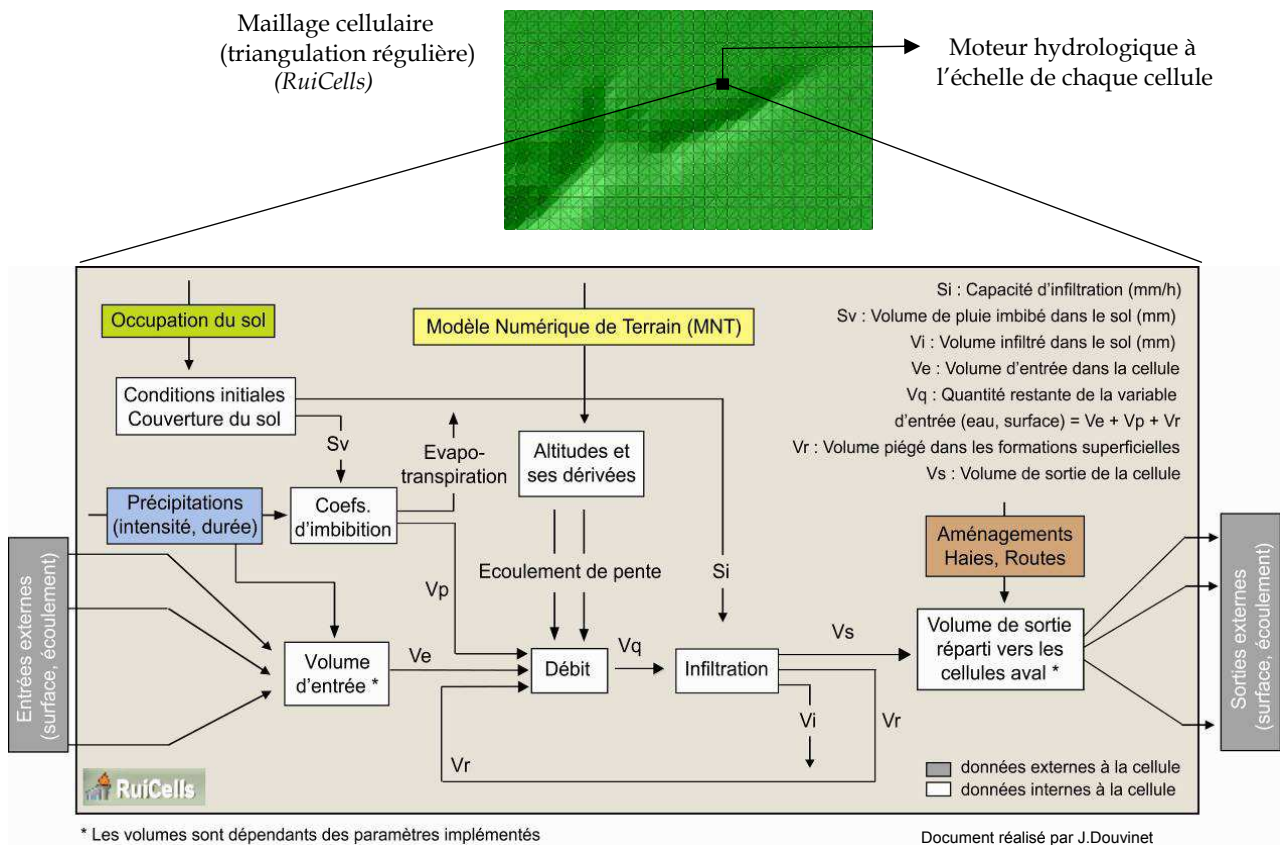 Maillage cellulaire
(triangulation régulière)
(RuiCells)
Moteur hydrologique à
l'échelle de chaque cellule
Occupation du sol
Modèle Numérique de Terrain (MNT)
Si : Capacité d'infiltration (mm/h)
Sv : Volume de pluie imbibé dans le sol (mm)
Vi : Volume infiltré dans le sol (mm)
Ve : Volume d'entrée dans la cellule
Vq : Quantité restante de la variable
d'entrée (eau, surface) = Ve + Vp + Vr
Vr : Volume piégé dans les formations superficielles
Vs : Volume de sortie de la cellule
Conditions initiales
Couverture du sol
Sv
Evapo-
transpiration
Altitudes et
ses dérivées
Précipitations
(intensité, durée)
Coefs.
d'imbibition
Aménagements
Haies, Routes
Entrées externes
(surface, écoulement)
Vp
Ecoulement de pente
Si
Sorties externes
(surface, écoulement)
Volume
d'entrée *
Ve
Débit
Vq
Infiltration
Vs
Volume de sortie
réparti vers les
cellules aval *
Vi
Vr
Vr
RuiCells
données externes à la cellule
données internes à la cellule
* Les volumes sont dépendants des paramètres implémentés
Document réalisé par J.Douvinet